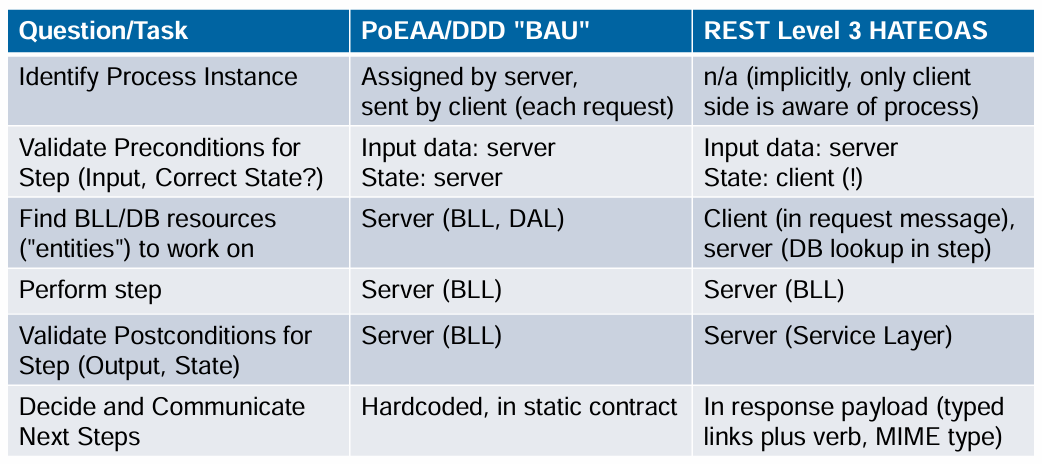 Question/Task
PoEAA/DDD "BAU"
REST Level 3 HATEOAS
Identify Process Instance
Assigned by server,
sent by client (each request)
n/a (implicitly, only client
side is aware of process)
Validate Preconditions for
Step (Input, Correct State?)
Input data: server
State: server
Input data: server
State: client (!)
Find BLL/DB resources
("entities") to work on
Server (BLL, DAL)
Client (in request message),
server (DB lookup in step)
Perform step
Server (BLL)
Server (BLL)
Validate Postconditions for
Step (Output, State)
Server (BLL)
Server (Service Layer)
Decide and Communicate
Next Steps
Hardcoded, in static contract
In response payload (typed
links plus verb, MIME type)